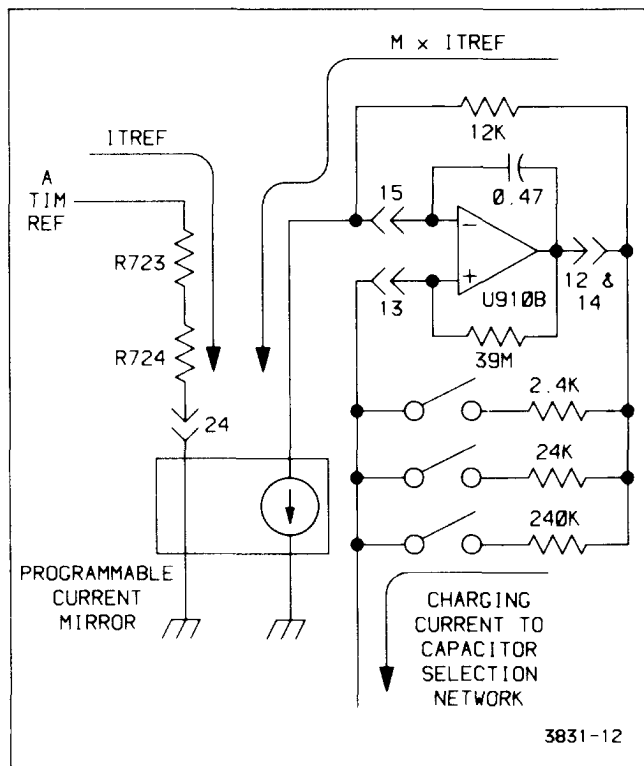 M x ITREF
ITREF
A
TIM
REF
12K
0.47
15
−
+
13
U910B
12 &
14
R723
R724
39M
24
2.4K
24K
240K
PROGRAMMABLE
CURRENT
MIRROR
CHARGING
CURRENT TO
CAPACITOR
SELECTION
NETWORK
3831-12